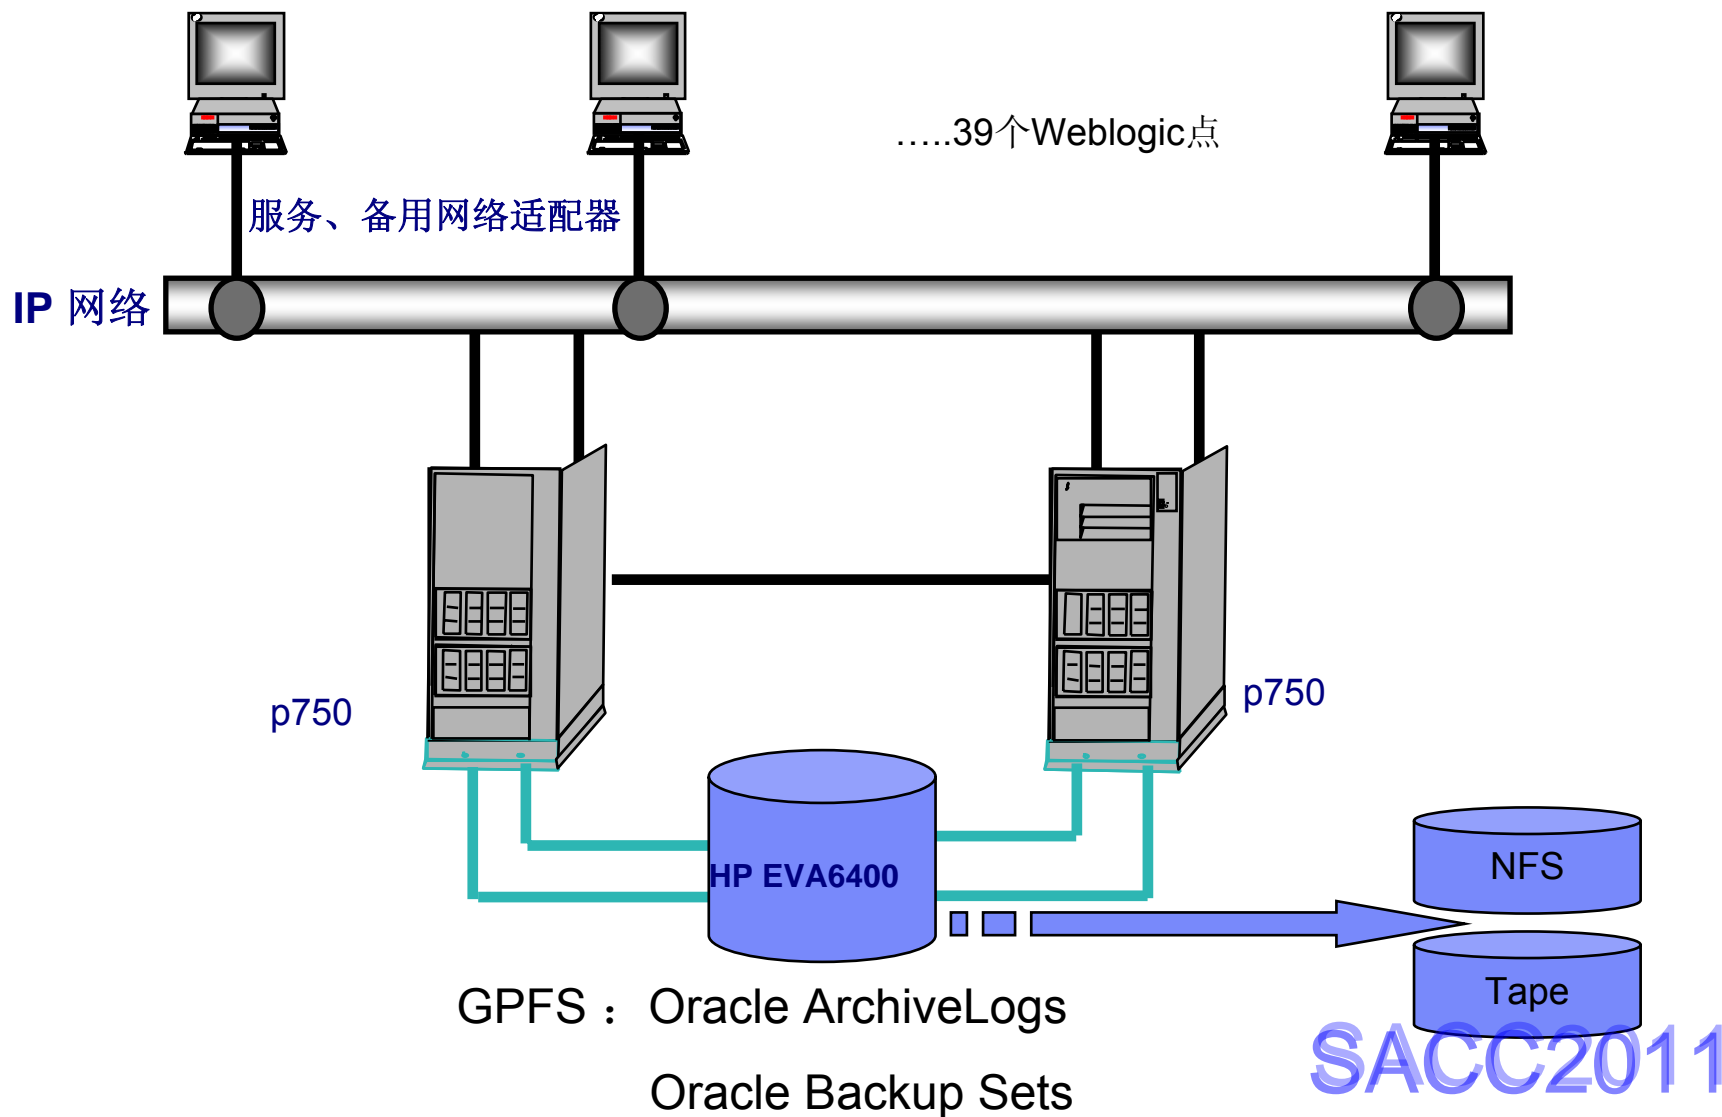 …..39个Weblogic点
服务、备用网络适配器
IP 网络
p750
p750
HP EVA6400
NFS
Tape
GPFS： Oracle ArchiveLogs
Oracle Backup Sets
SACC2011